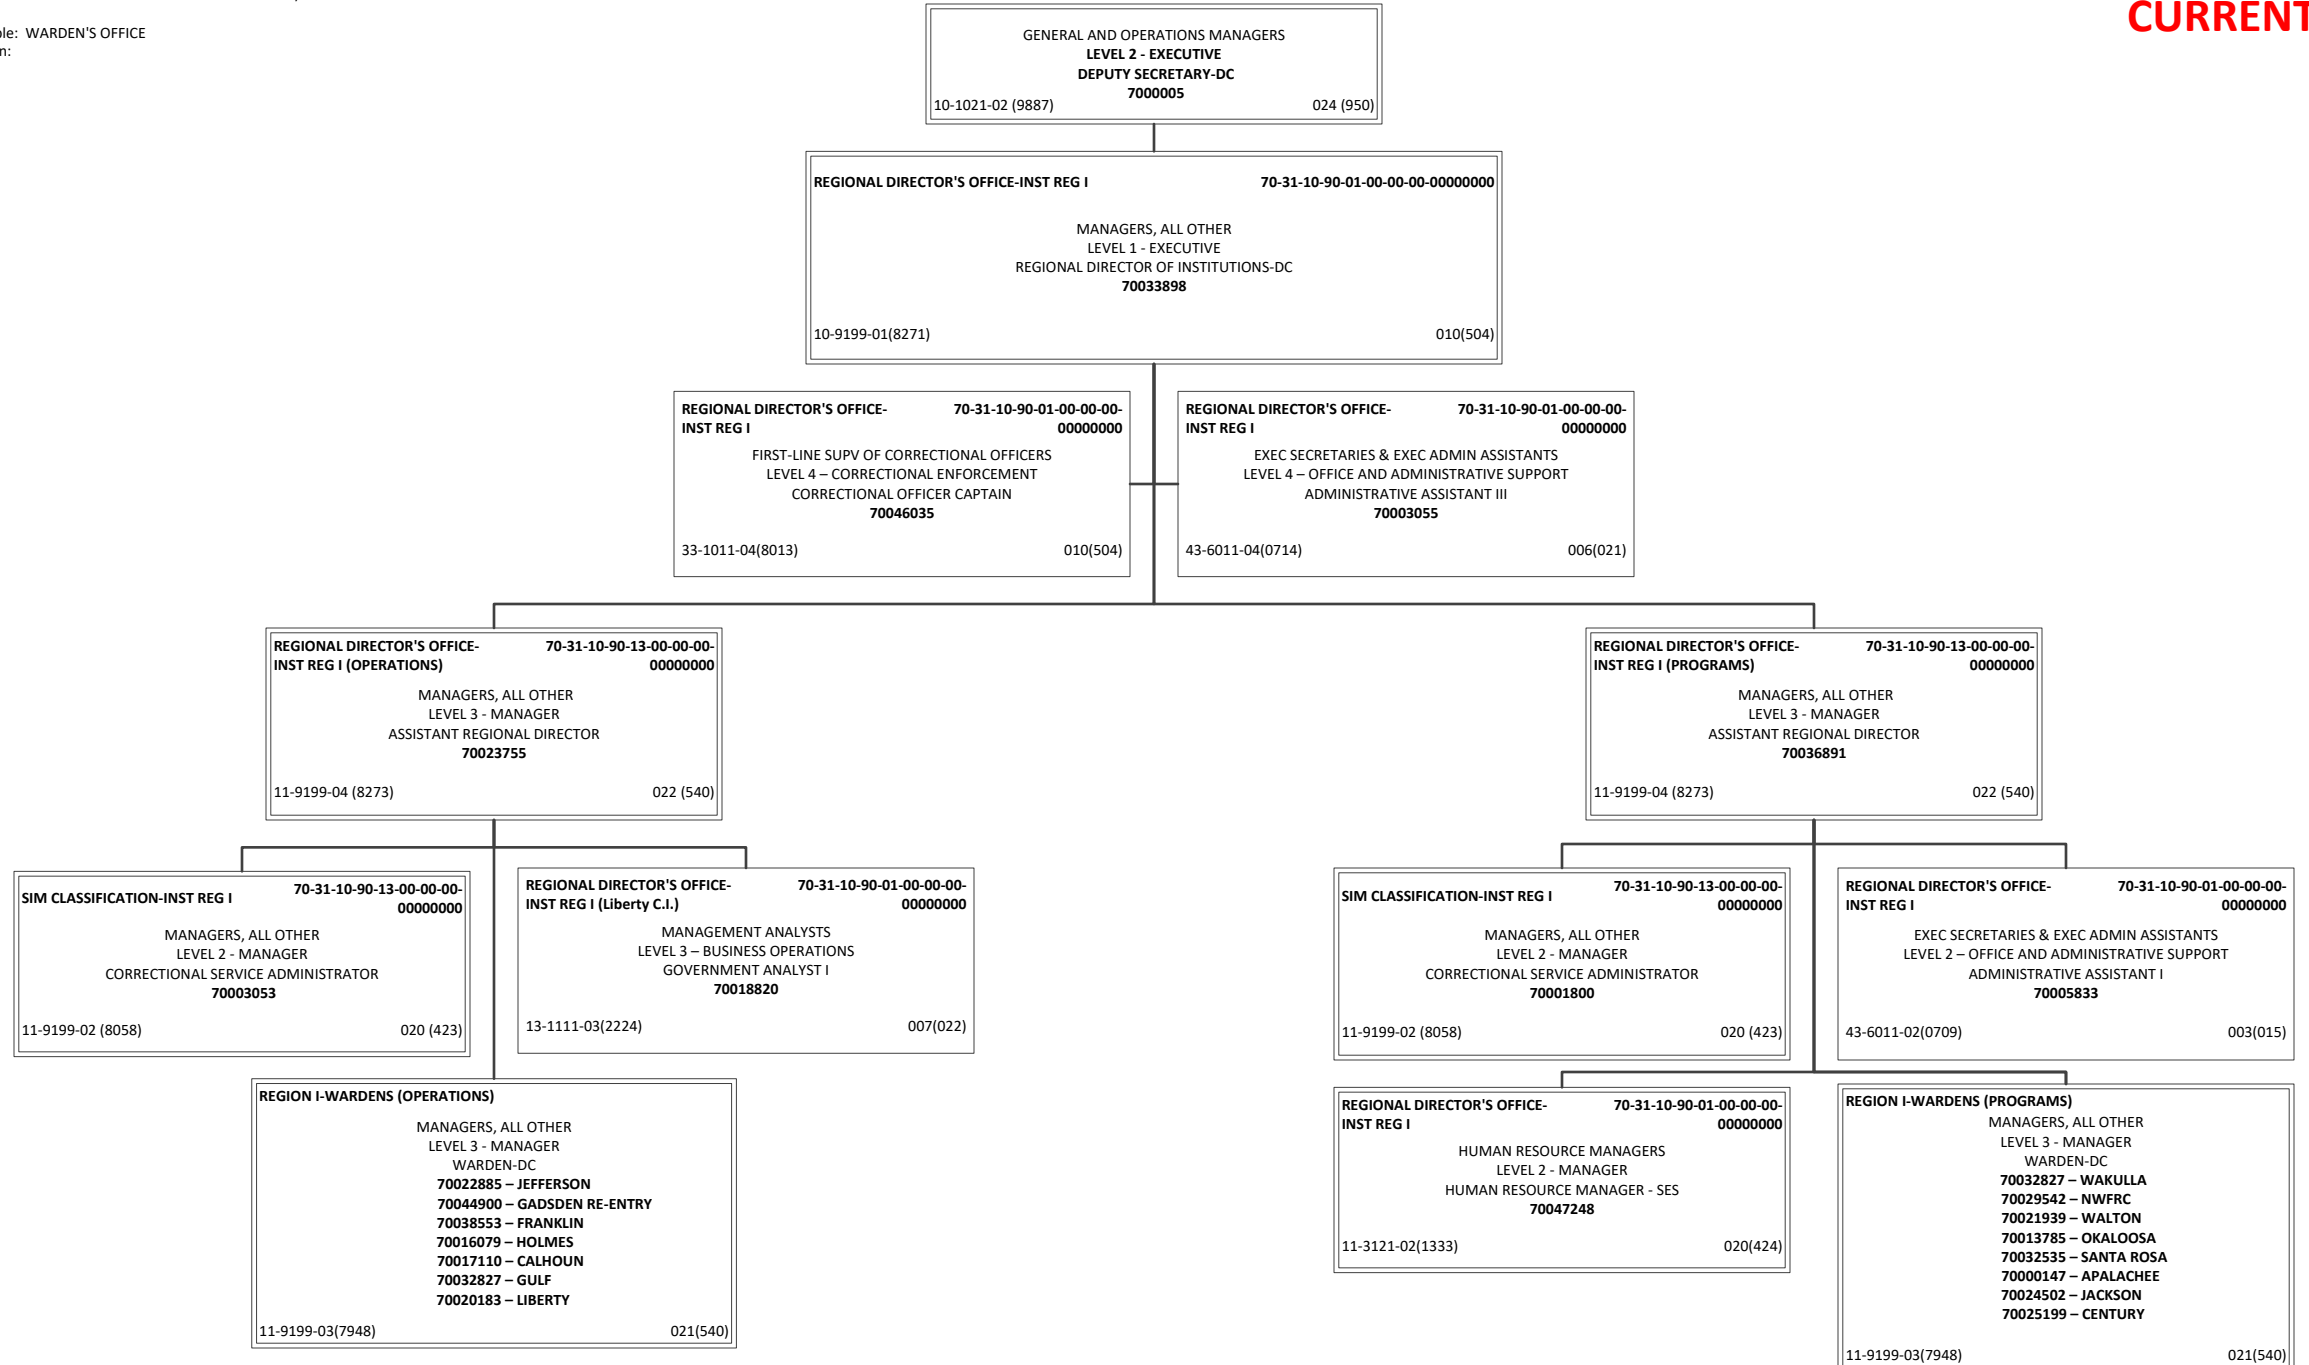 CURRENT
WARDEN'S OFFICE
GENERAL AND OPERATIONS MANAGERS
LEVEL 2 - EXECUTIVE
DEPUTY SECRETARY-DC
7000005
10-1021-02 (9887) 024 (950)
REGIONAL DIRECTOR'S OFFICE-INST REG I 70-31-10-90-01-00-00-00-00000000
MANAGERS, ALL OTHER
LEVEL 1 - EXECUTIVE
REGIONAL DIRECTOR OF INSTITUTIONS-DC
70033898
10-9199-01(8271) 010(504)
REGIONAL DIRECTOR'S OFFICE- 70-31-10-90-01-00-00-00-
INST REG I 00000000
FIRST-LINE SUPV OF CORRECTIONAL OFFICERS
LEVEL 4 – CORRECTIONAL ENFORCEMENT
CORRECTIONAL OFFICER CAPTAIN
70046035
33-1011-04(8013) 010(504)
REGIONAL DIRECTOR'S OFFICE- 70-31-10-90-01-00-00-00-
INST REG I 00000000
EXEC SECRETARIES & EXEC ADMIN ASSISTANTS
LEVEL 4 – OFFICE AND ADMINISTRATIVE SUPPORT
ADMINISTRATIVE ASSISTANT III
70003055
43-6011-04(0714) 006(021)
REGIONAL DIRECTOR'S OFFICE- 70-31-10-90-13-00-00-00-
INST REG I (OPERATIONS) 00000000
MANAGERS, ALL OTHER
LEVEL 3 - MANAGER
ASSISTANT REGIONAL DIRECTOR
70023755
11-9199-04 (8273) 022 (540)
REGIONAL DIRECTOR'S OFFICE- 70-31-10-90-13-00-00-00-
INST REG I (PROGRAMS) 00000000
MANAGERS, ALL OTHER
LEVEL 3 - MANAGER
ASSISTANT REGIONAL DIRECTOR
70036891
11-9199-04 (8273) 022 (540)
SIM CLASSIFICATION-INST REG I 70-31-10-90-13-00-00-00-
00000000
MANAGERS, ALL OTHER
LEVEL 2 - MANAGER
CORRECTIONAL SERVICE ADMINISTRATOR
70003053
11-9199-02 (8058) 020 (423)
REGIONAL DIRECTOR'S OFFICE- 70-31-10-90-01-00-00-00-
INST REG I (Liberty C.I.) 00000000
MANAGEMENT ANALYSTS
LEVEL 3 – BUSINESS OPERATIONS
GOVERNMENT ANALYST I
70018820
13-1111-03(2224) 007(022)
SIM CLASSIFICATION-INST REG I 70-31-10-90-13-00-00-00-
00000000
MANAGERS, ALL OTHER
LEVEL 2 - MANAGER
CORRECTIONAL SERVICE ADMINISTRATOR
70001800
11-9199-02 (8058) 020 (423)
REGIONAL DIRECTOR'S OFFICE- 70-31-10-90-01-00-00-00-
INST REG I 00000000
EXEC SECRETARIES & EXEC ADMIN ASSISTANTS
LEVEL 2 – OFFICE AND ADMINISTRATIVE SUPPORT
ADMINISTRATIVE ASSISTANT I
70005833
43-6011-02(0709) 003(015)
REGION I-WARDENS (OPERATIONS)
MANAGERS, ALL OTHER
LEVEL 3 - MANAGER
WARDEN-DC
70022885 – JEFFERSON
70044900 – GADSDEN RE-ENTRY
70038553 – FRANKLIN
70016079 – HOLMES
70017110 – CALHOUN
70032827 – GULF
70020183 – LIBERTY
11-9199-03(7948) 021(540)
REGIONAL DIRECTOR'S OFFICE- 70-31-10-90-01-00-00-00-
INST REG I 00000000
HUMAN RESOURCE MANAGERS
LEVEL 2 - MANAGER
HUMAN RESOURCE MANAGER - SES
70047248
11-3121-02(1333) 020(424)
REGION I-WARDENS (PROGRAMS)
MANAGERS, ALL OTHER
LEVEL 3 - MANAGER
WARDEN-DC
70032827 – WAKULLA
70029542 – NWFRC
70021939 – WALTON
70013785 – OKALOOSA
70032535 – SANTA ROSA
70000147 – APALACHEE
70024502 – JACKSON
70025199 – CENTURY
11-9199-03(7948) 021(540)